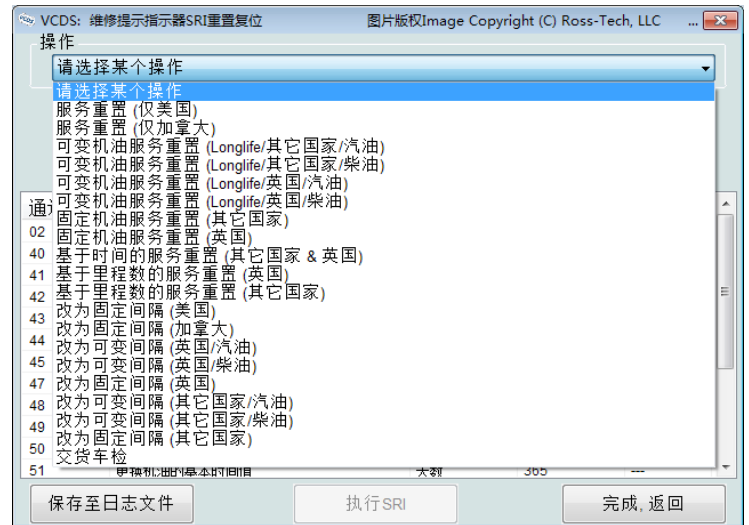 VCDS: 维修提示指示器SRI重置复位 图片版权Image Copyright (C) Ross-Tech, LLC ...
操作
请选择某个操作
请选择某个操作
服务重置 (仅美国)
服务重置 (仅加拿大)
可变机油服务重置 (Longlife/其它国家/汽油)
可变机油服务重置 (Longlife/其它国家/柴油)
可变机油服务重置 (Longlife/英国/汽油)
可变机油服务重置 (Longlife/英国/柴油)
固定机油服务重置 (其它国家)
固定机油服务重置 (英国)
基于时间的服务重置 (其它国家 & 英国)
基于里程数的服务重置 (英国)
基于里程数的服务重置 (其它国家)
改为固定间隔 (美国)
改为固定间隔 (加拿大)
改为可变间隔 (英国/汽油)
改为可变间隔 (英国/柴油)
改为固定间隔 (英国)
改为可变间隔 (其它国家/汽油)
改为可变间隔 (其它国家/柴油)
改为固定间隔 (其它国家)
交货车检
02
40
41
42
43
44
45
47
48
49
50
51 更换机油的基本时间值 天数 365 ---
保存至日志文件 执行SRI 完成, 返回